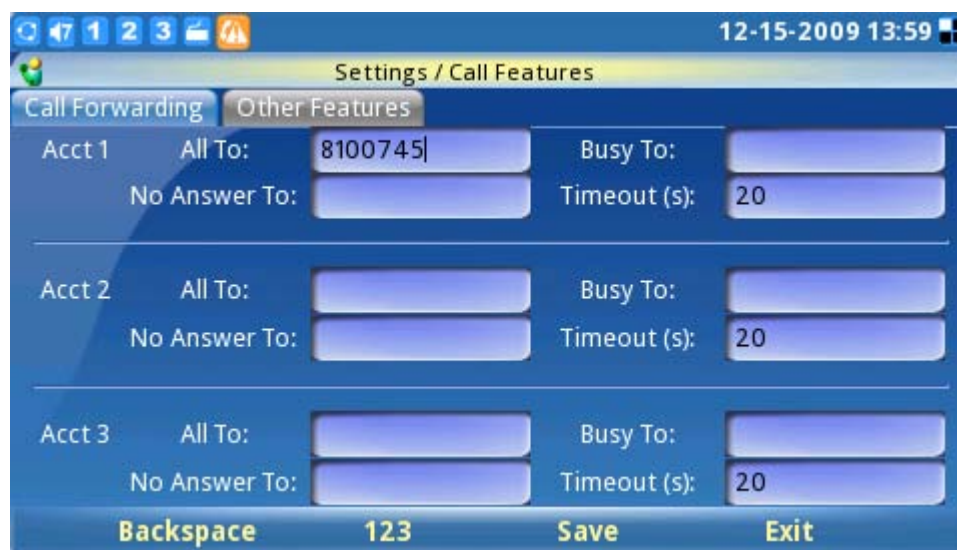 47 1 2 3 12-15-2009 13:59
Settings / Call Features
Call Forwarding Other Features
Acct 1 All To: 8100745 Busy To:
No Answer To: Timeout (s): 20
Acct 2 All To: Busy To:
No Answer To: Timeout (s): 20
Acct 3 All To: Busy To:
No Answer To: Timeout (s): 20
Backspace 123 Save Exit